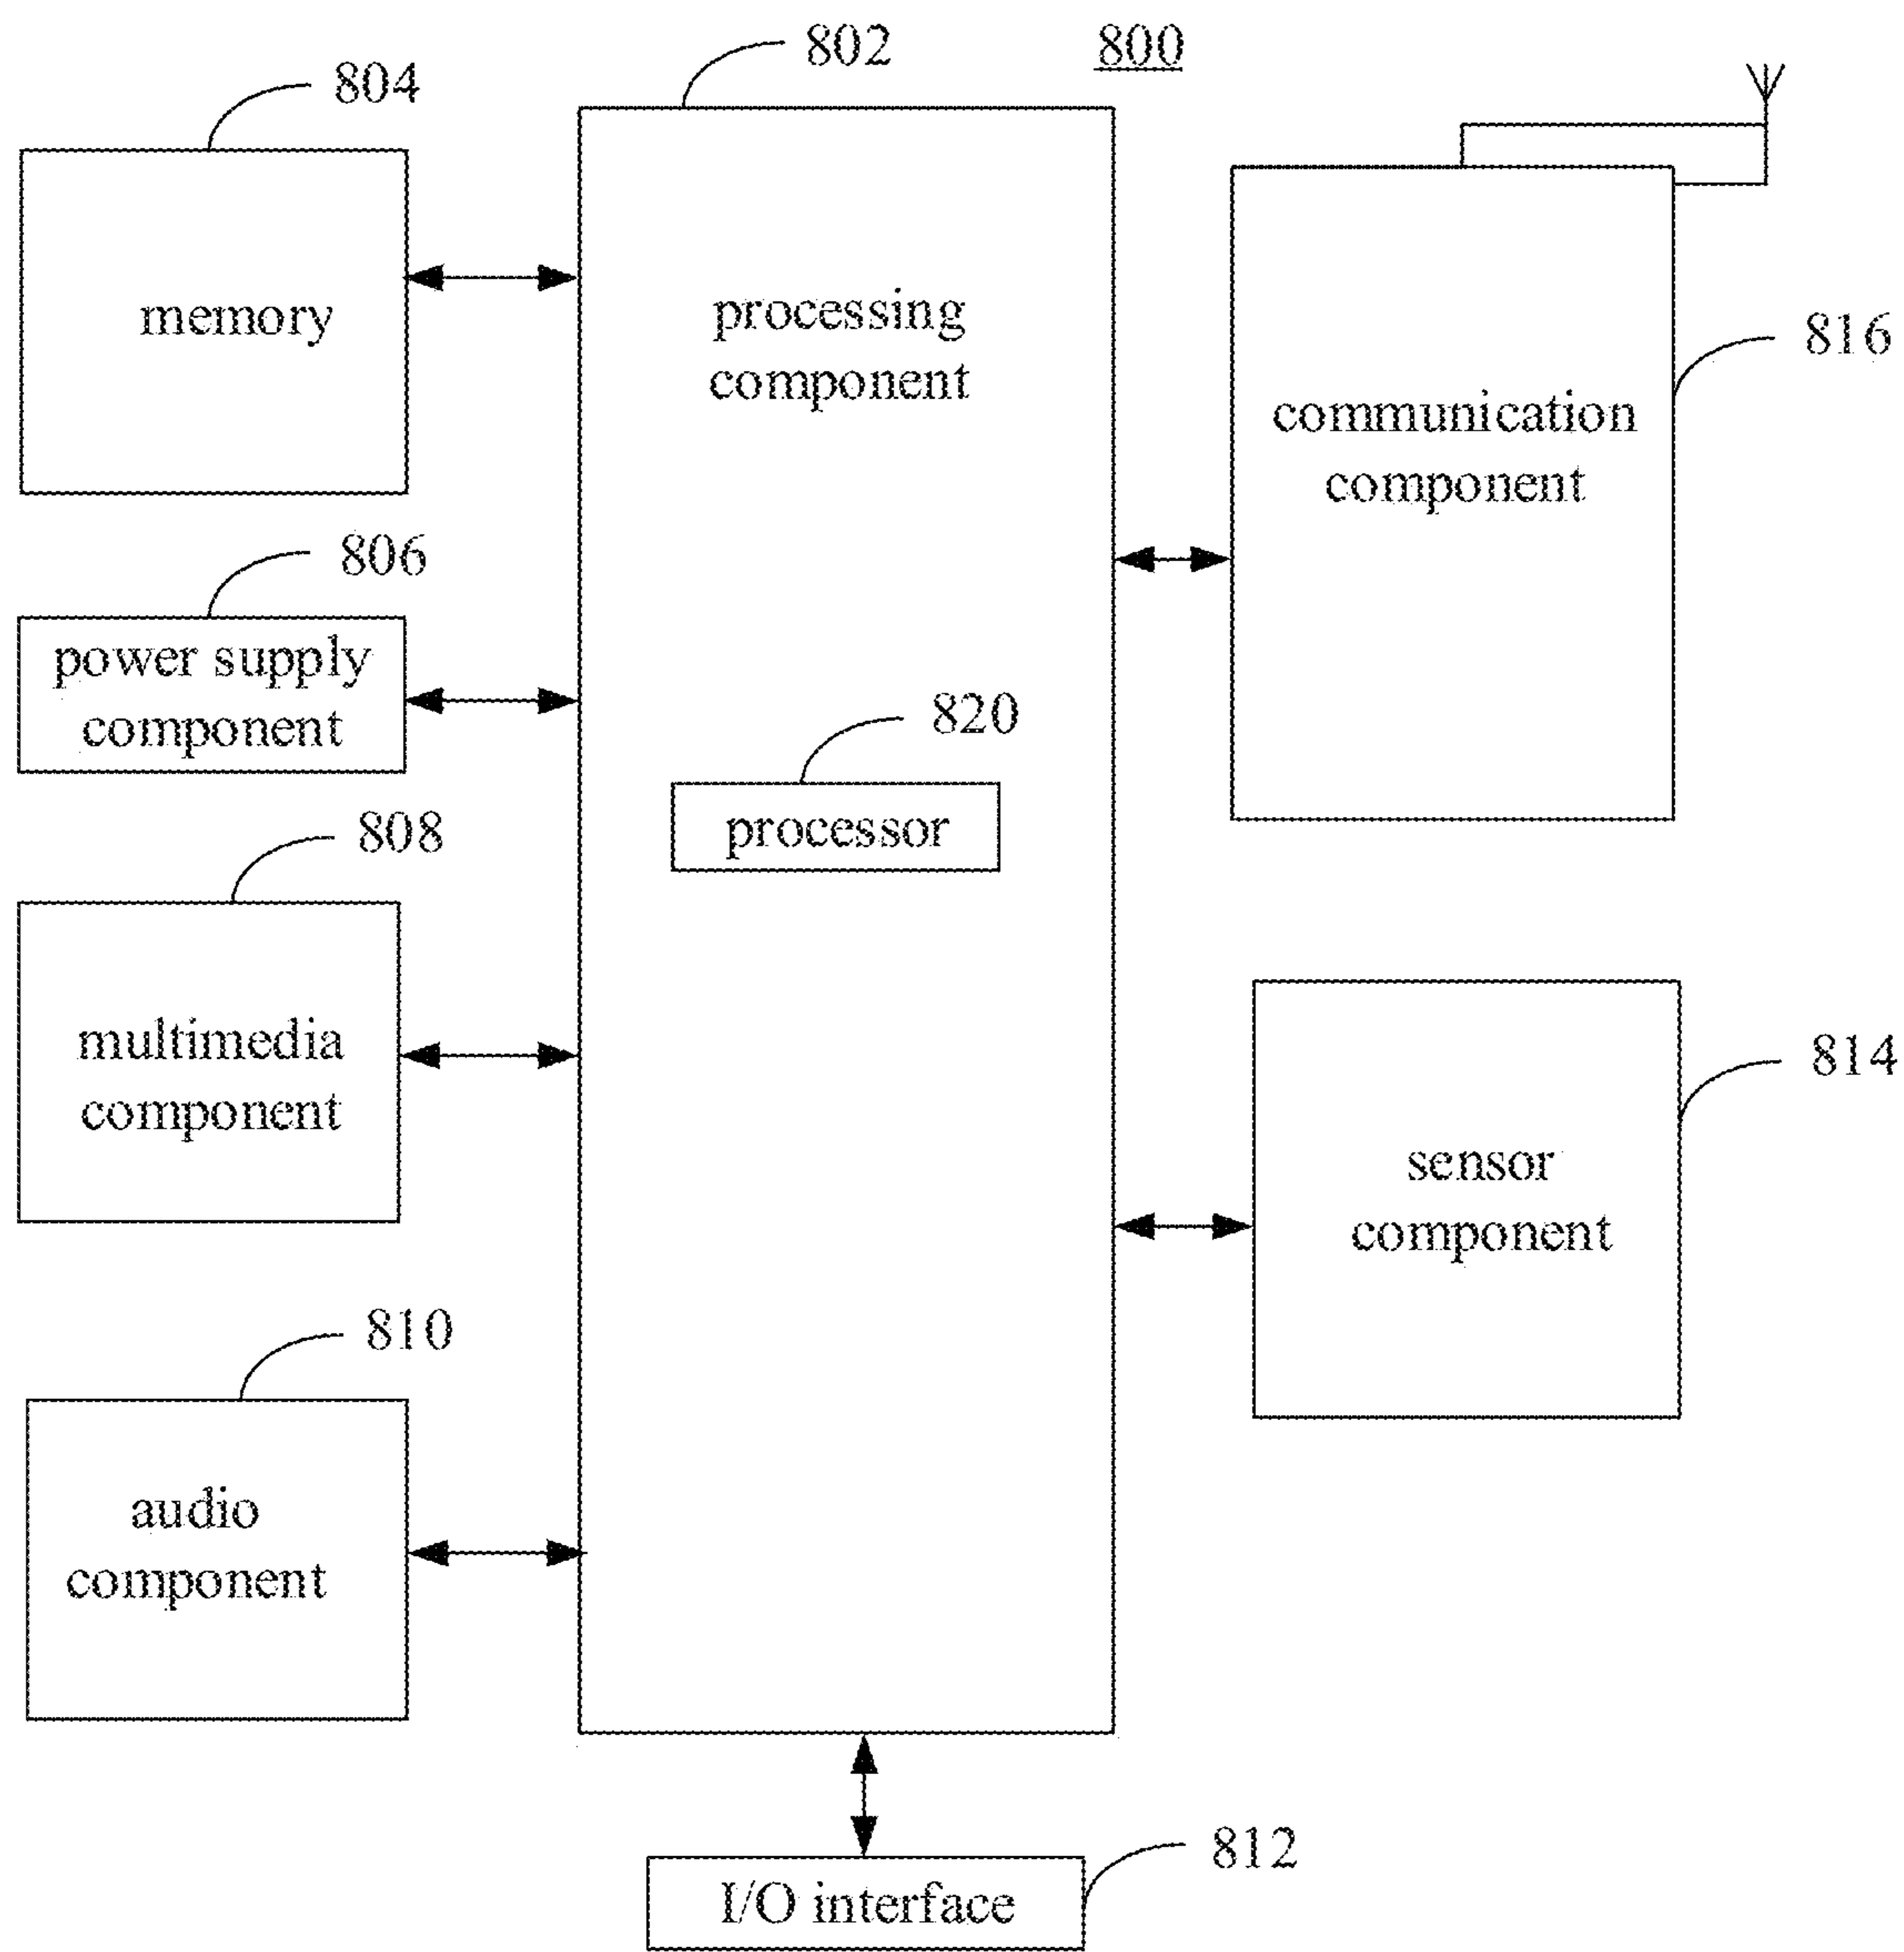 802
800
804
memory
processing
component
816
communication
component
806
power supply
component
820
processor
808
multimedia
component
814
sensor
component
810
audio
component
812
I/O interface